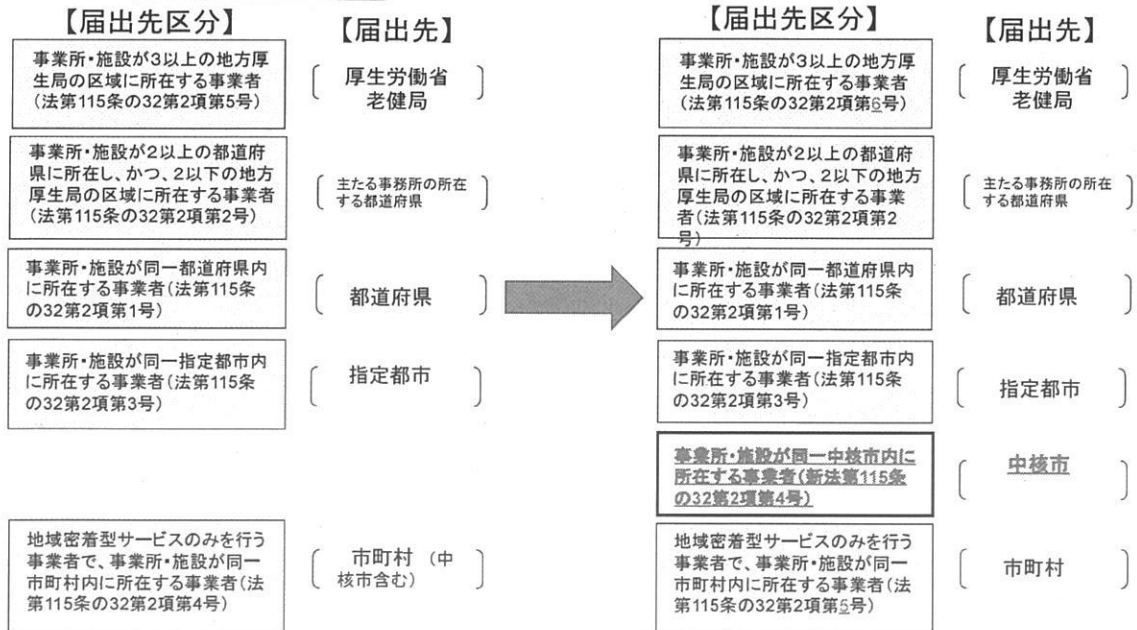 【届出先区分】
【届出先】
事業所・施設が3以上の地方厚
生局の区域に所在する事業者
(法第115条の32第2項第5号)
厚生労働省
老健局
事業所・施設が2以上の都道府
県に所在し、かつ、2以下の地方
厚生局の区域に所在する事業者
(法第115条の32第2項第2号)
主たる事務所の所在
する都道府県
事業所・施設が同一都道府県内
に所在する事業者(法第115条
の32第2項第1号)
都道府県
事業所・施設が同一指定都市内
に所在する事業者(法第115条
の32第2項第3号)
指定都市
地域密着型サービスのみを行う
事業者で、事業所・施設が同一
市町村内に所在する事業者(法
第115条の32第2項第4号)
市町村 (中
核市含む)
【届出先区分】
【届出先】
事業所・施設が3以上の地方厚
生局の区域に所在する事業者
(法第115条の32第2項第6号)
厚生労働省
老健局
事業所・施設が2以上の都道府
県に所在し、かつ、2以下の地方
厚生局の区域に所在する事業
者(法第115条の32第2項第2
号)
主たる事務所の所在
する都道府県
事業所・施設が同一都道府県内
に所在する事業者(法第115条
の32第2項第1号)
都道府県
事業所・施設が同一指定都市内
に所在する事業者(法第115条
の32第2項第3号)
指定都市
事業所・施設が同一中核市内に
所在する事業者(新法第115条
の32第2項第4号)
中核市
地域密着型サービスのみを行う
事業者で、事業所・施設が同一
市町村内に所在する事業者(法
第115条の32第2項第5号)
市町村